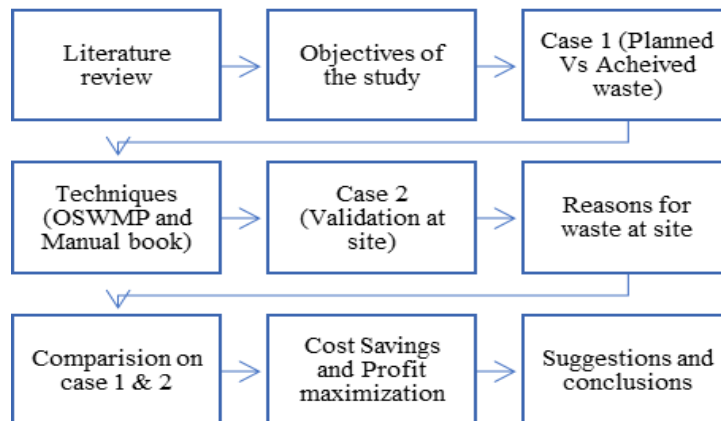 Literature
review
Objectives of
the study
Case 1 (Planned
Vs Acheived
waste)
Techniques
(OSWMP and
Manual book)
Case 2
(Validation at
site)
Reasons for
waste at site
Comparision on
case 1 & 2
Cost Savings
and Profit
maximization
Suggestions and
conclusions